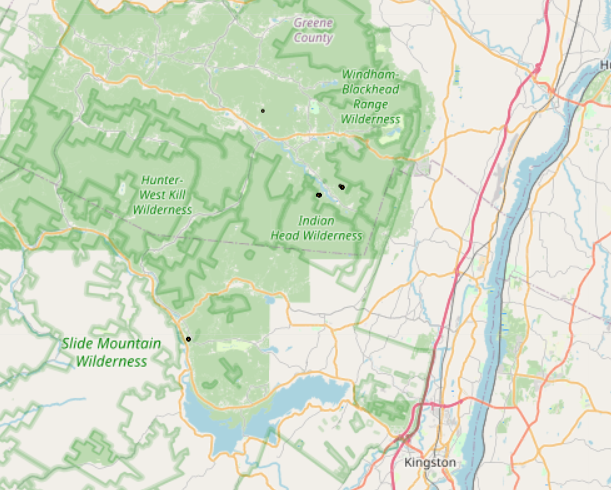 Greene
County
Windham-
Blackhead
Range
Wilderness
Hunter-
West Kill
Wilderness
Indian
Head Wilderness
Slide Mountain
Wilderness
Kingston